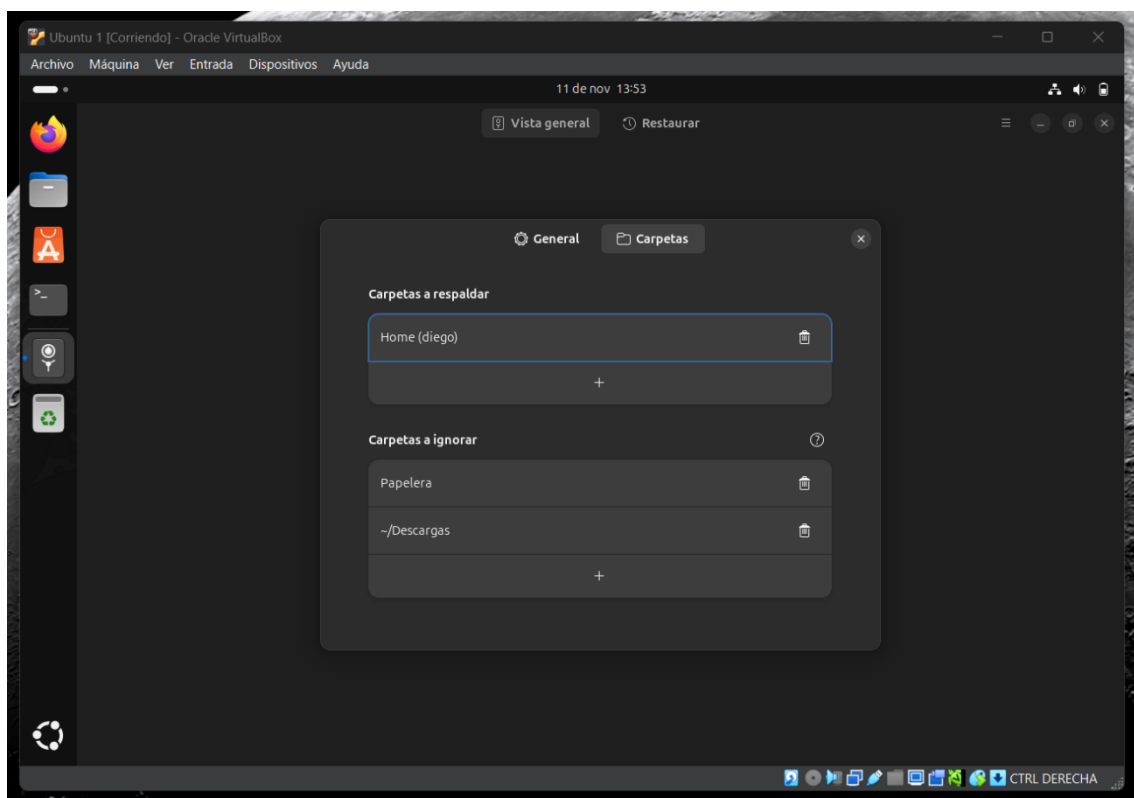 Ubuntu 1 [Corriendo] - Oracle VirtualBox
Archivo Máquina Ver Entrada Dispositivos Ayuda
11 de nov 13:53
Vista general Restaurar
General Carpetas
Carpetas a respaldar
Home (diego)
Carpetas a ignorar
Papelera
~/Descargas
CTRL DERECHA